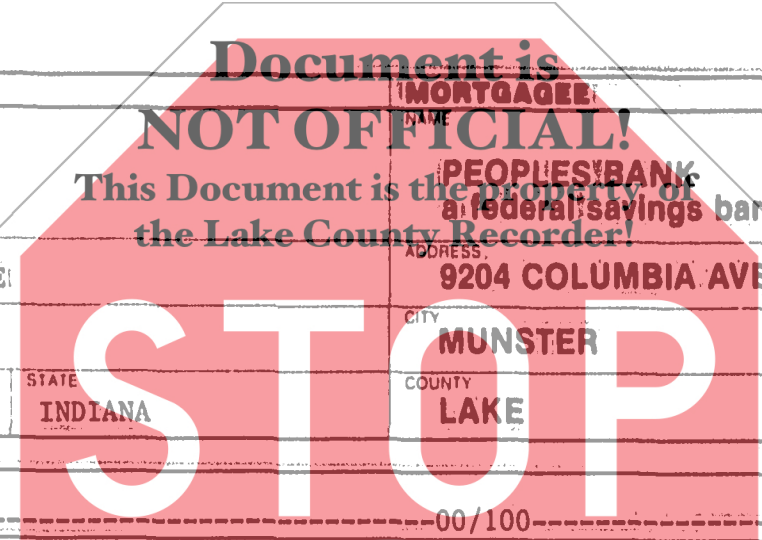 Document is
MORTGAGEE
NOT OFFICIAL!
NAME
PEOPLES BANK
This Document is the property of
a federal savings ban
the Lake County Recorder!
ADDRESS
9204 COLUMBIA AVE
CITY
MUNSTER
STATE
COUNTY
INDIANA
LAKE
STOP
00/100